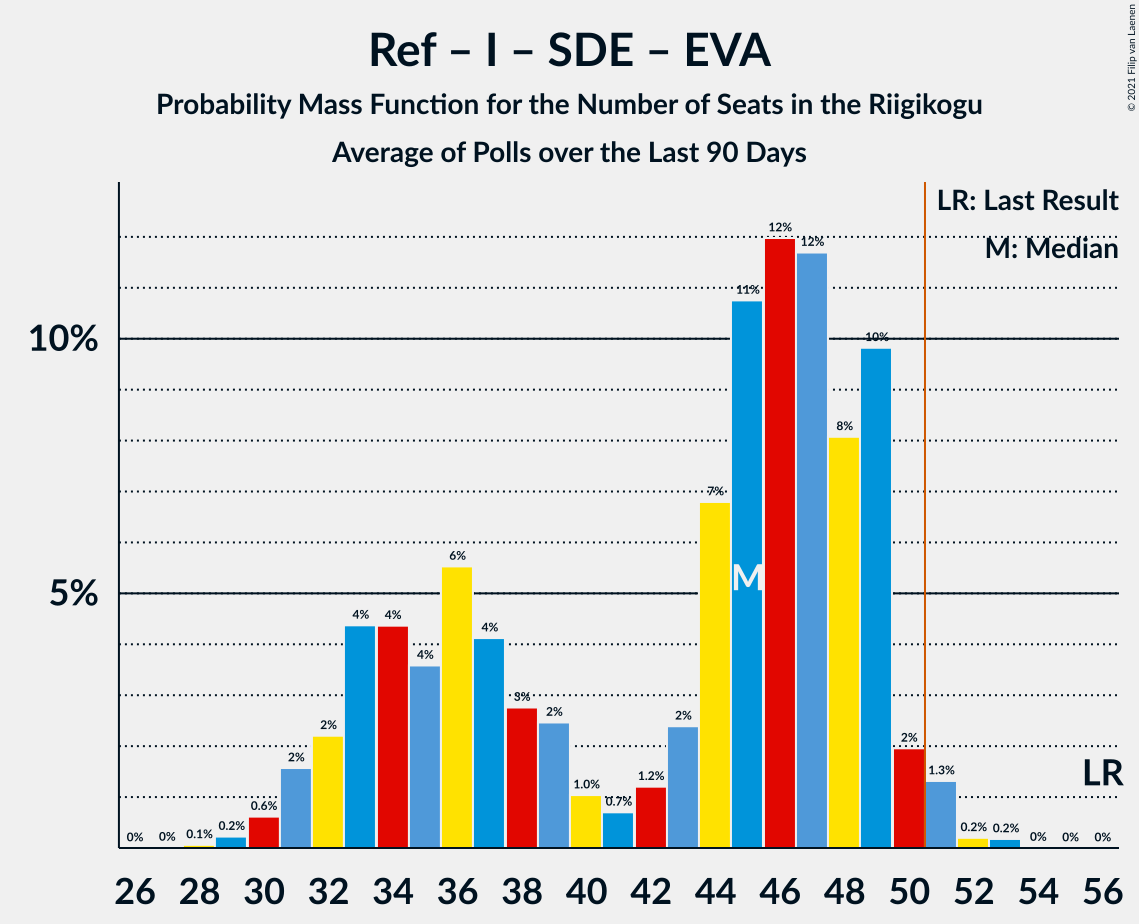 Ref – I – SDE – EVA
Probability Mass Function for the Number of Seats in the Riigikogu
Average of Polls over the Last 90 Days
© 2021 Filip van Laenen
LR: Last Result
M: Median
10%
5%
0% 0% 0.1% 0.2% 0.6% 2% 2% 4% 4% 4% 6% 4% 3% 2% 1.0% 0.7% 1.2% 2% 7% 11% 12% 12% 8% 10% 2% 1.3% 0.2% 0.2% 0% 0% 0%
M
LR
26 28 30 32 34 36 38 40 42 44 46 48 50 52 54 56